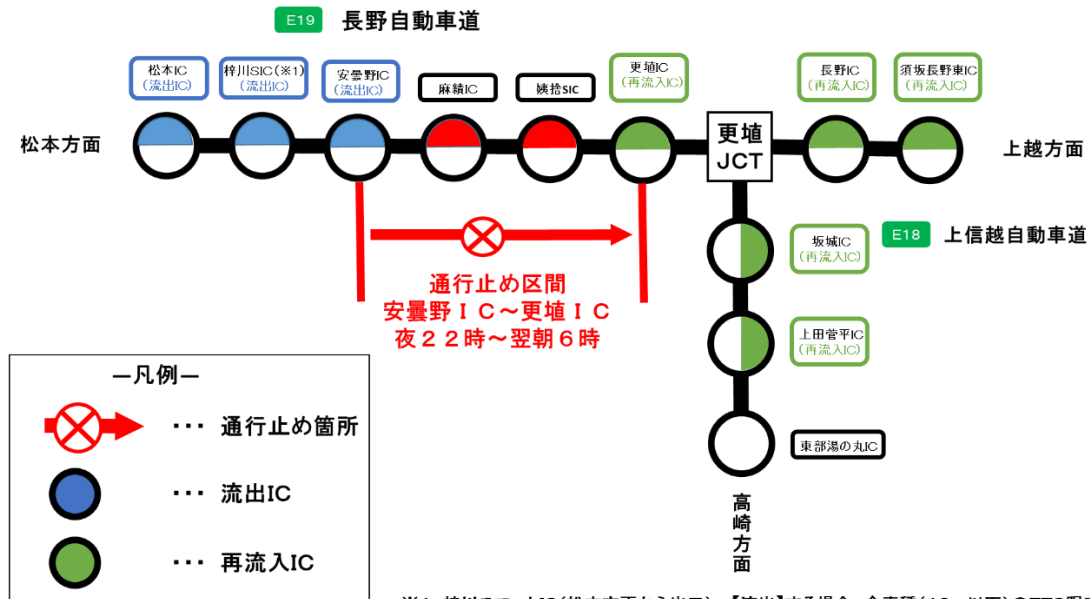 E19 長野自動車道
松本IC
(流出IC)
梓川SIC(※1)
(流出IC)
安曇野IC
(流出IC)
麻績IC
姨捨SIC
更埴IC
(再流入IC)
長野IC
(再流入IC)
須坂長野東IC
(再流入IC)
松本方面
更埴
JCT
上越方面
坂城IC
(再流入IC)
E18 上信越自動車道
通行止め区間
安曇野IC~更埴IC
夜22時~翌朝6時
上田菅平IC
(再流入IC)
東部湯の丸IC
高崎方面
―凡例―
・・・ 通行止め箇所
・・・ 流出IC
・・・ 再流入IC